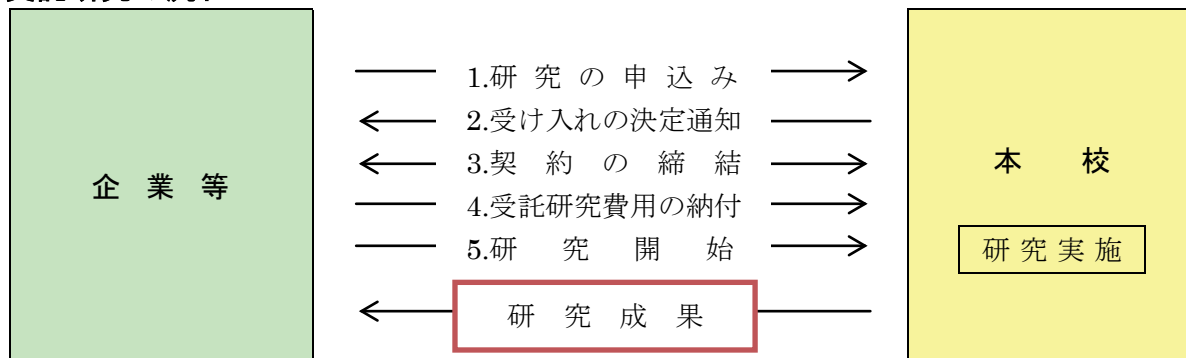 企業等
1.研究の申込み
2.受け入れの決定通知
3.契約の締結
4.受託研究費用の納付
5.研究開始
研究成果
本校
研究実施